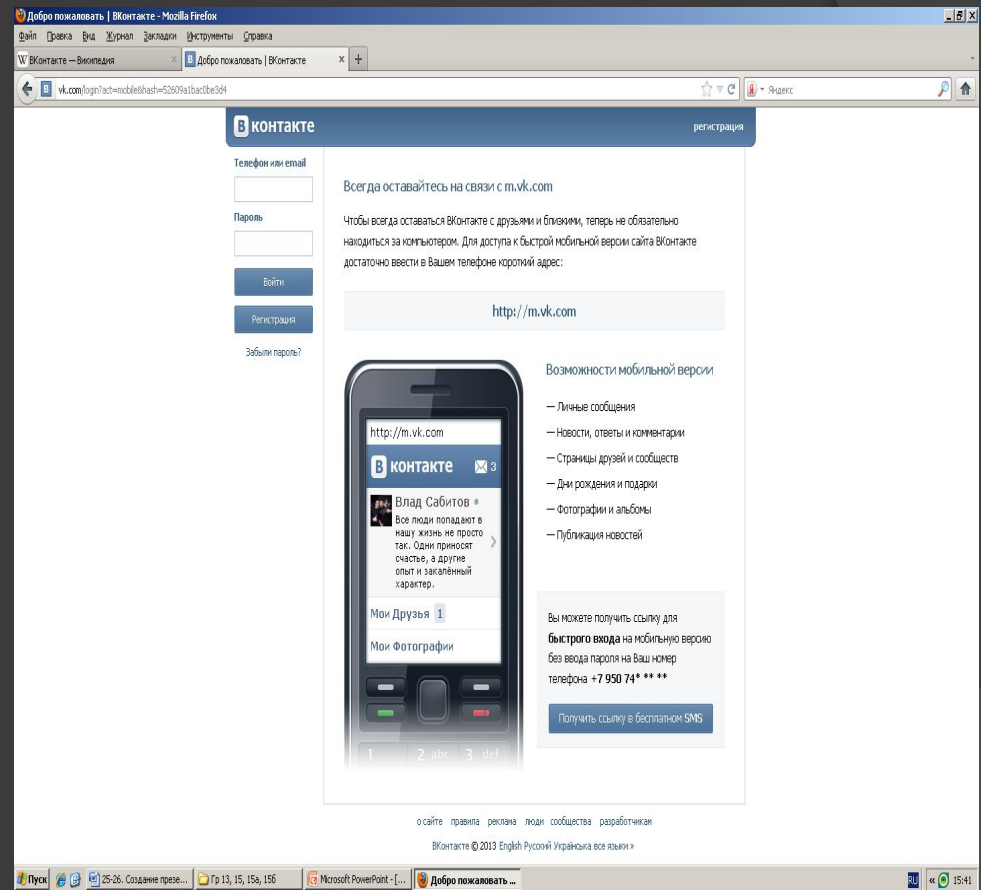 Добро пожаловать | ВКонтакте - Mozilla Firefox
Файл Правка Вид Журнал Закладки Инструменты Справка
W ВКонтакте — Википедия
В Добро пожаловать | ВКонтакте
vk.com/login?act=mobile&hash=52609a1bac0be3d4
Яндекс
В контакте
регистрация
Телефон или email
Пароль
Войти
Регистрация
Забыли пароль?
Всегда оставайтесь на связи с m.vk.com
Чтобы всегда оставаться ВКонтакте с друзьями и близкими, теперь не обязательно
находиться за компьютером. Для доступа к быстрой мобильной версии сайта ВКонтакте
достаточно ввести в Вашем телефоне короткий адрес:
http://m.vk.com
http://m.vk.com
В контакте 3
Влад Сабитов
Все люди попадают в
нашу жизнь не просто
так. Одни приносят
счастье, а другие
опыт и закалённый
характер.
Мои Друзья 1
Мои Фотографии
1 2 abc 3 def
Возможности мобильной версии
— Личные сообщения
— Новости, ответы и комментарии
— Страницы друзей и сообществ
— Дни рождения и подарки
— Фотографии и альбомы
— Публикация новостей
Вы можете получить ссылку для
быстрого входа на мобильную версию
без ввода пароля на Ваш номер
телефона +7 950 74* ** **
Получить ссылку в бесплатном SMS
о сайте правила реклама люди сообщества разработчикам
ВКонтакте © 2013 English Русский Українська все языки »
Пуск
25-26. Создание презе...
Гр 13, 15, 15а, 15б
Microsoft PowerPoint - [...
Добро пожаловать ...
RU « 15:41